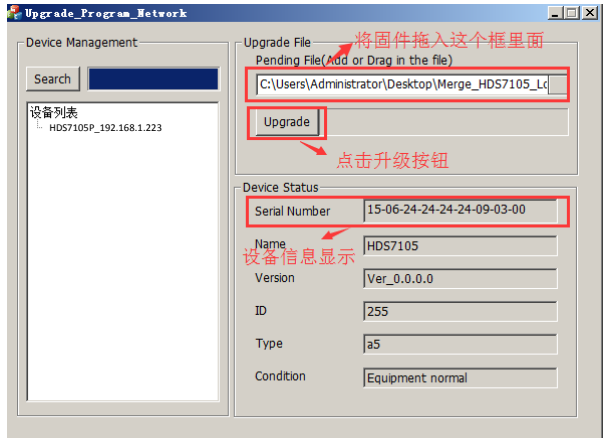 Upgrade_Program_Network
Device Management
Search
设备列表
HDS7105P_192.168.1.223
Upgrade File
将固件拖入这个框里面
Pending File(Add or Drag in the file)
C:\Users\Administrator\Desktop\Merge_HDS7105_Lo
Upgrade
点击升级按钮
Device Status
Serial Number 15-06-24-24-24-24-09-03-00
Name HDS7105
设备信息显示
Version Ver_0.0.0.0
ID 255
Type a5
Condition Equipment normal